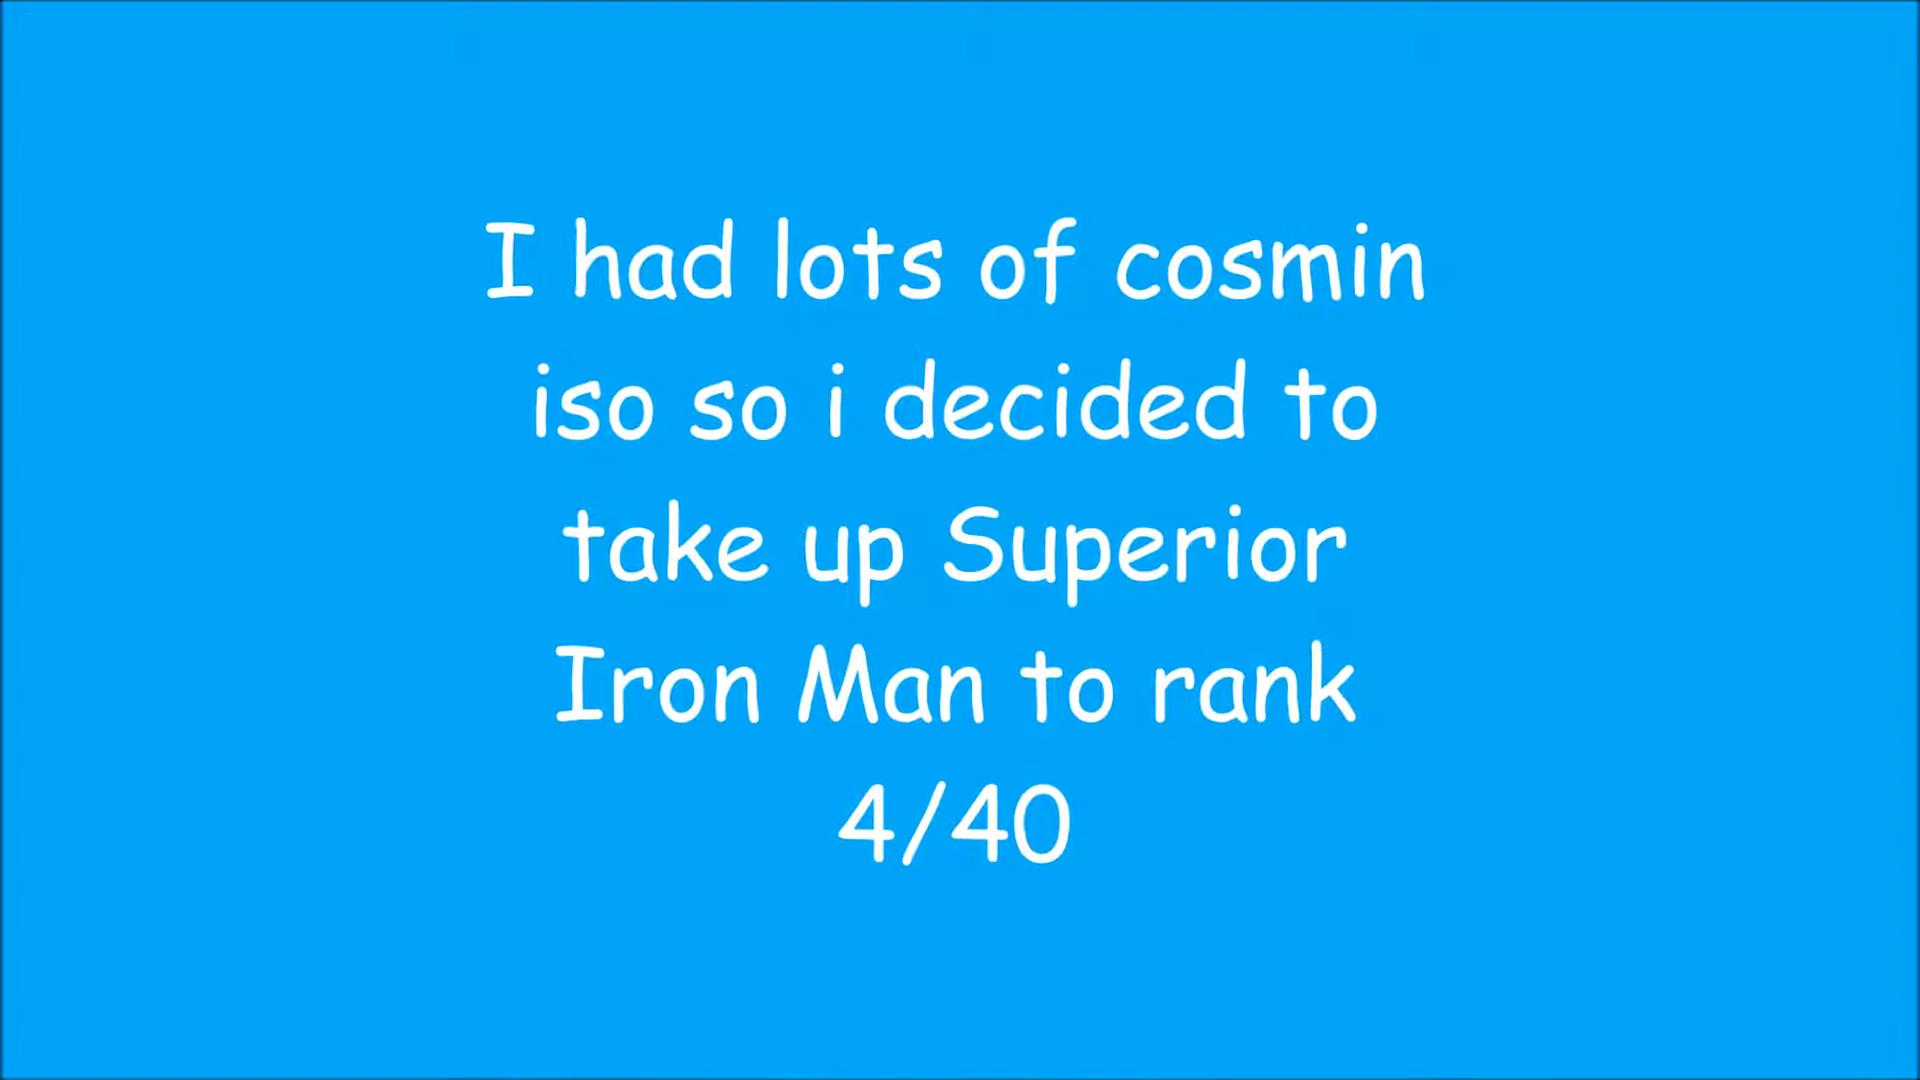 I had lots of cosmin
iso so i decided to
take up Superior
Iron Man to rank
4/40